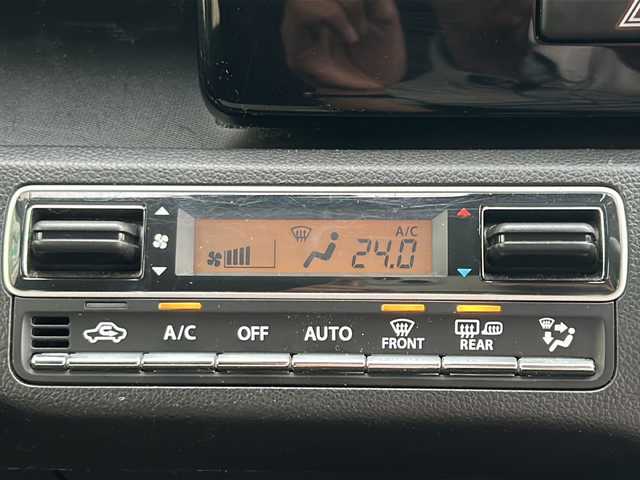 A/C
24.0
A/C
OFF
AUTO
FRONT
REAR